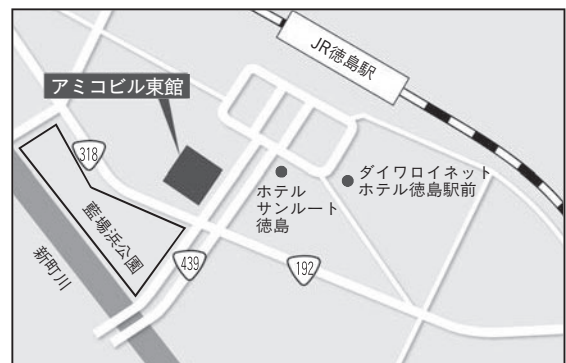 JR徳島駅
アミコビル東館
318
ダイワロイネット
ホテル徳島駅前
ホテル
サンルート
徳島
藍場浜公園
新町川
439
192